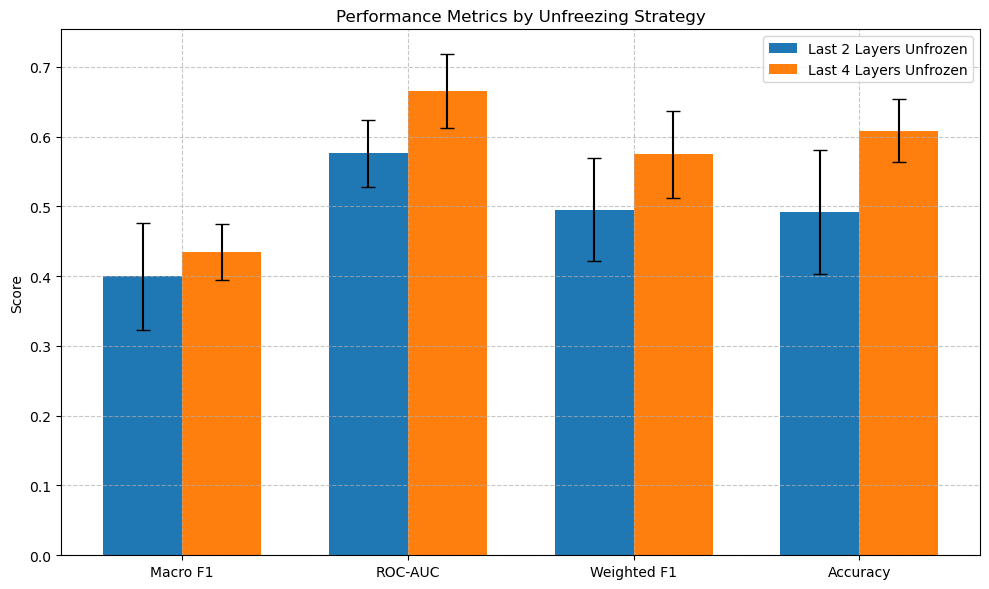 Performance Metrics by Unfreezing Strategy
Last 2 Layers Unfrozen
Last 4 Layers Unfrozen
Score
0.7
0.6
0.5
0.4
0.3
0.2
0.1
0.0
Macro F1 ROC-AUC Weighted F1 Accuracy